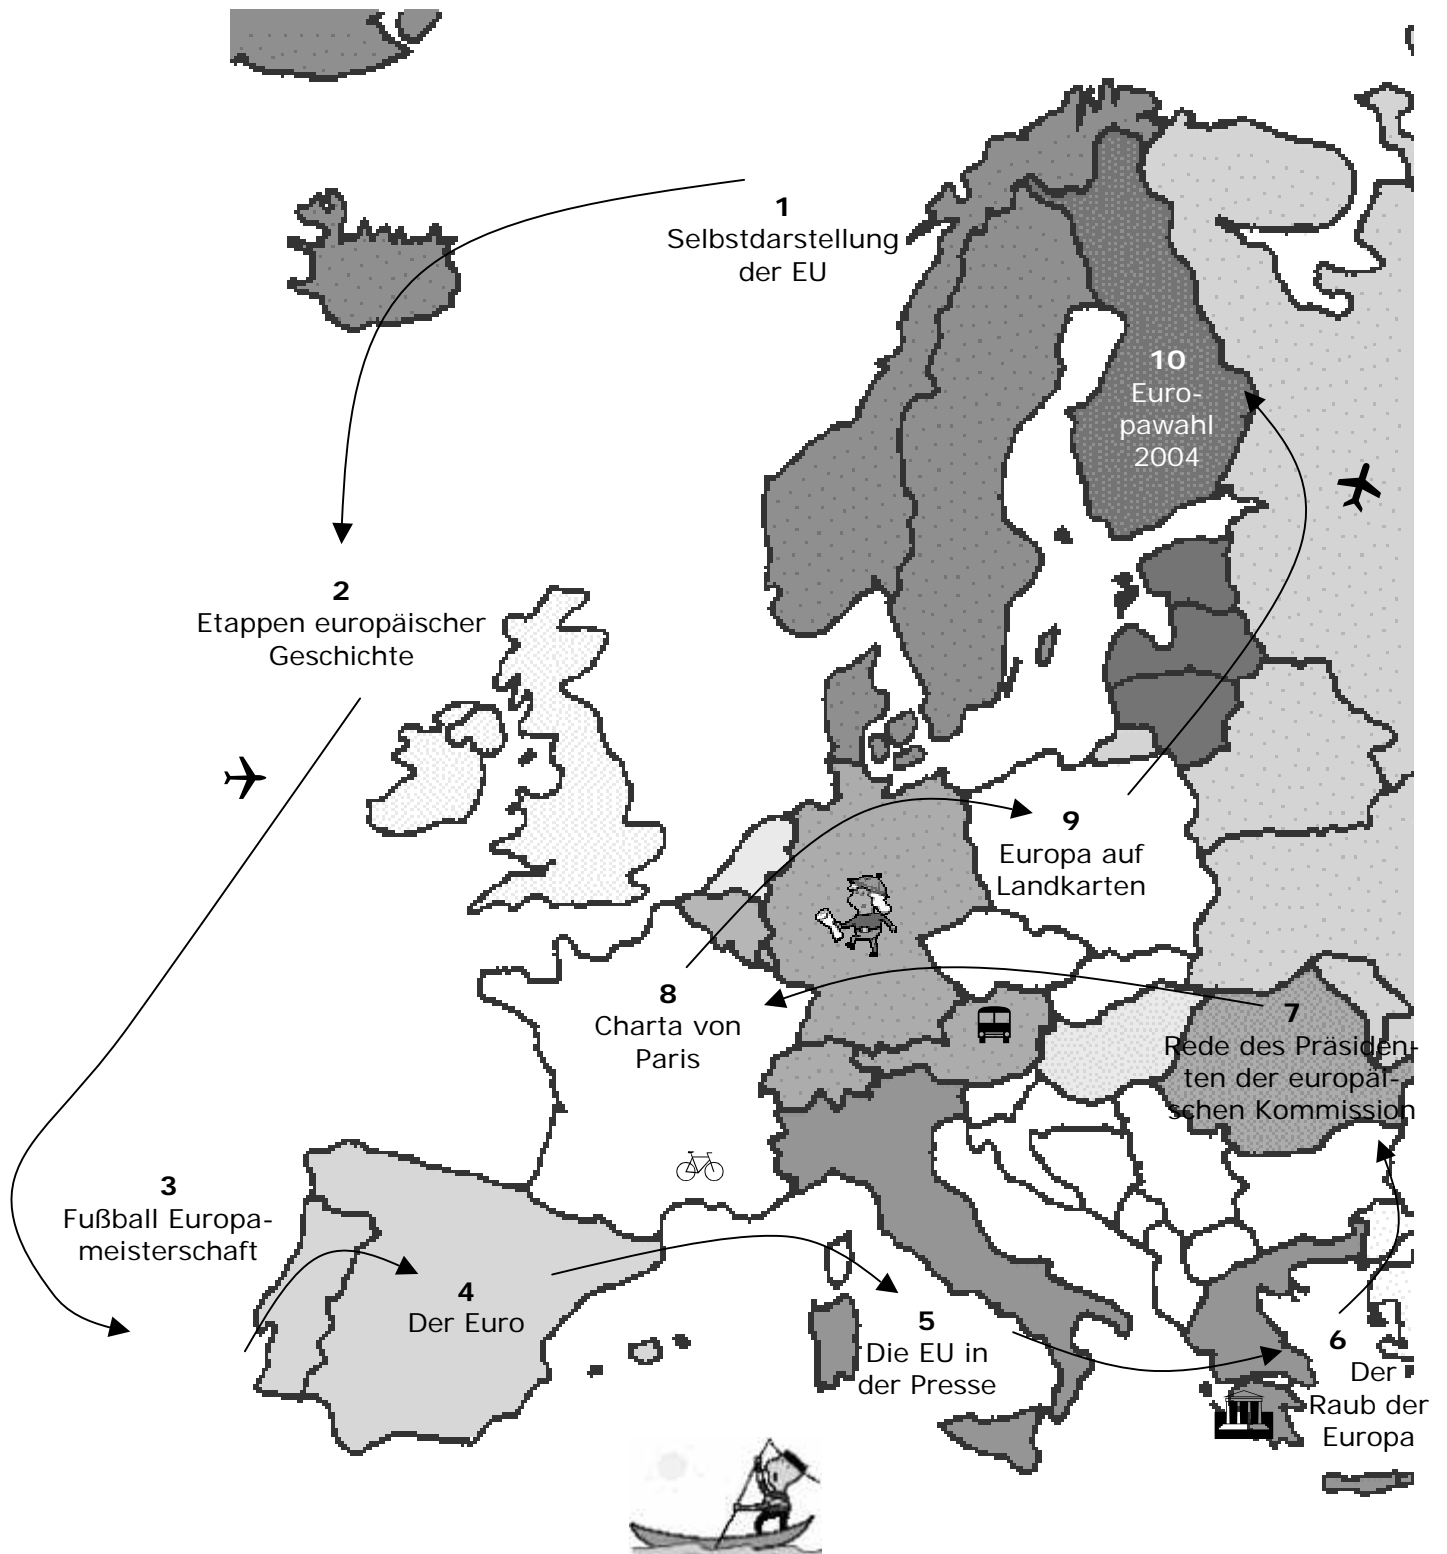 1
Selbstdarstellung
der EU
2
Etappen europäischer
Geschichte
3
Fußball Europa-
meisterschaft
4
Der Euro
5
Die EU in
der Presse
6
Der
Raub der
Europa
7
Rede des Präsiden-
ten der europäi-
schen Kommission
8
Charta von
Paris
9
Europa auf
Landkarten
10
Euro-
pawahl
2004